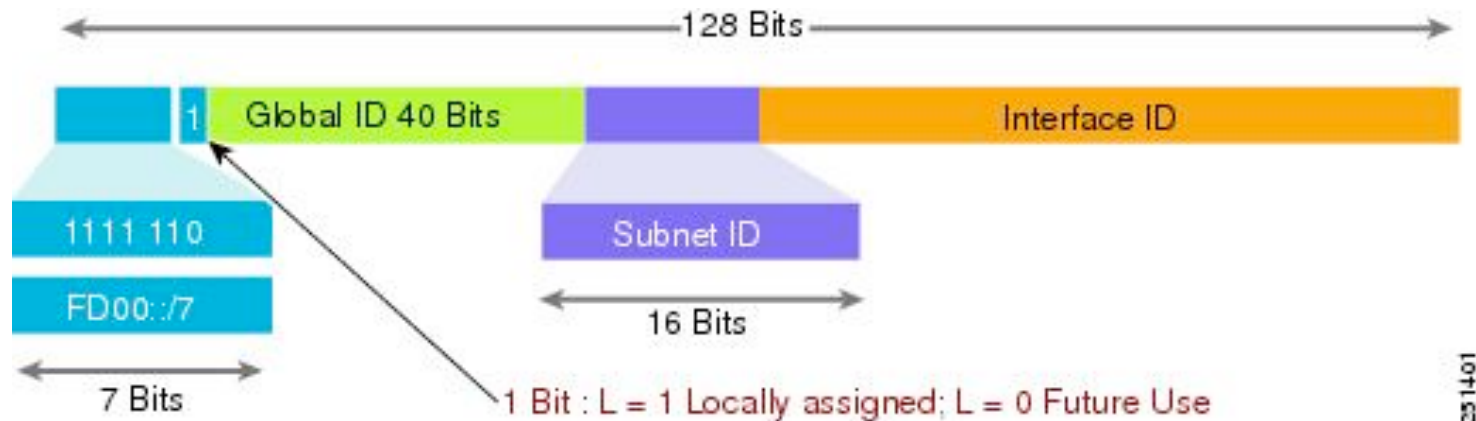 128 Bits
1
Global ID 40 Bits
Interface ID
1111 110
Subnet ID
FD00::/7
16 Bits
7 Bits
1 Bit : L = 1 Locally assigned; L = 0 Future Use
251401